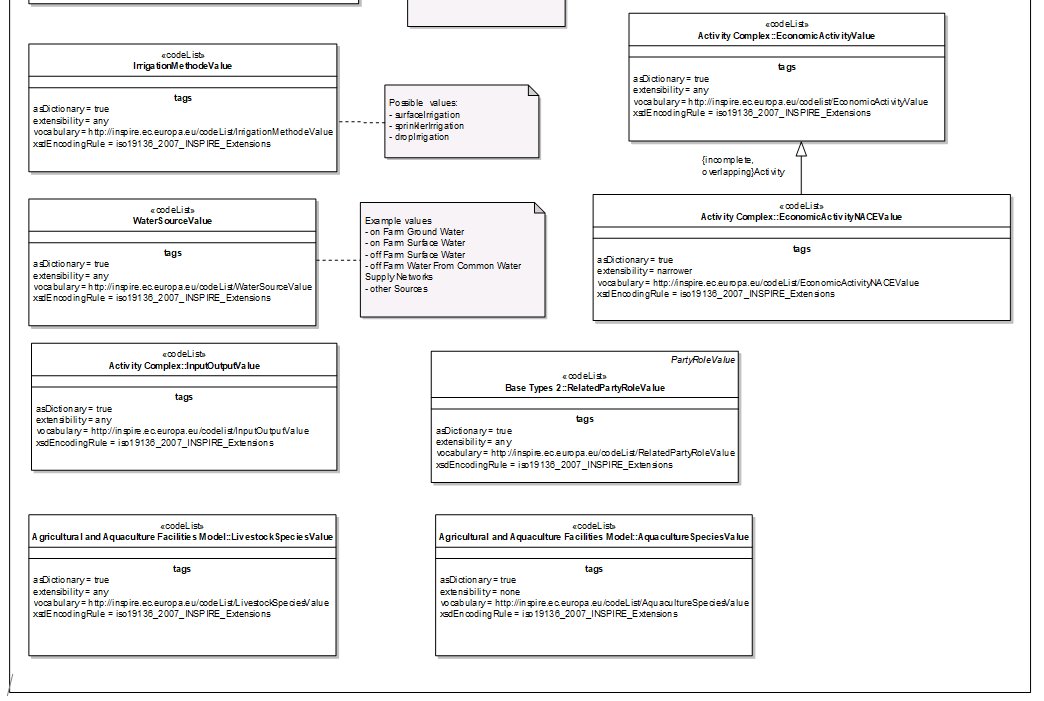 «codeList»
IrrigationMethodeValue
tags
asDictionary = true
extensibility = any
vocabulary = http://inspire.ec.europa.eu/codeList/IrrigationMethodeValue
xsdEncodingRule = iso19136_2007_INSPIRE_Extensions
Possible values:
- surfaceIrrigation
- sprinklerIrrigation
- dropIrrigation
«codeList»
Activity Complex::EconomicActivityValue
tags
asDictionary = true
extensibility = any
vocabulary = http://inspire.ec.europa.eu/codelist/EconomicActivityValue
xsdEncodingRule = iso19136_2007_INSPIRE_Extensions
{incomplete,
overlapping}Activity
«codeList»
WaterSourceValue
tags
asDictionary = true
extensibility = any
vocabulary = http://inspire.ec.europa.eu/codeList/WaterSourceValue
xsdEncodingRule = iso19136_2007_INSPIRE_Extensions
Example values
- on Farm Ground Water
- on Farm Surface Water
- off Farm Surface Water
- off Farm Water From Common Water
Supply Networks
- other Sources
«codeList»
Activity Complex::EconomicActivityNACEValue
tags
asDictionary = true
extensibility = narrower
vocabulary = http://inspire.ec.europa.eu/codeList/EconomicActivityNACEValue
xsdEncodingRule = iso19136_2007_INSPIRE_Extensions
«codeList»
Activity Complex::InputOutputValue
tags
asDictionary = true
extensibility = any
vocabulary = http://inspire.ec.europa.eu/codelist/InputOutputValue
xsdEncodingRule = iso19136_2007_INSPIRE_Extensions
PartyRoleValue
«codeList»
Base Types 2::RelatedPartyRoleValue
tags
asDictionary = true
extensibility = any
vocabulary = http://inspire.ec.europa.eu/codeList/RelatedPartyRoleValue
xsdEncodingRule = iso19136_2007_INSPIRE_Extensions
«codeList»
Agricultural and Aquaculture Facilities Model::LivestockSpeciesValue
tags
asDictionary = true
extensibility = any
vocabulary = http://inspire.ec.europa.eu/codeList/LivestockSpeciesValue
xsdEncodingRule = iso19136_2007_INSPIRE_Extensions
«codeList»
Agricultural and Aquaculture Facilities Model::AquacultureSpeciesValue
tags
asDictionary = true
extensibility = none
vocabulary = http://inspire.ec.europa.eu/codeList/AquacultureSpeciesValue
xsdEncodingRule = iso19136_2007_INSPIRE_Extensions